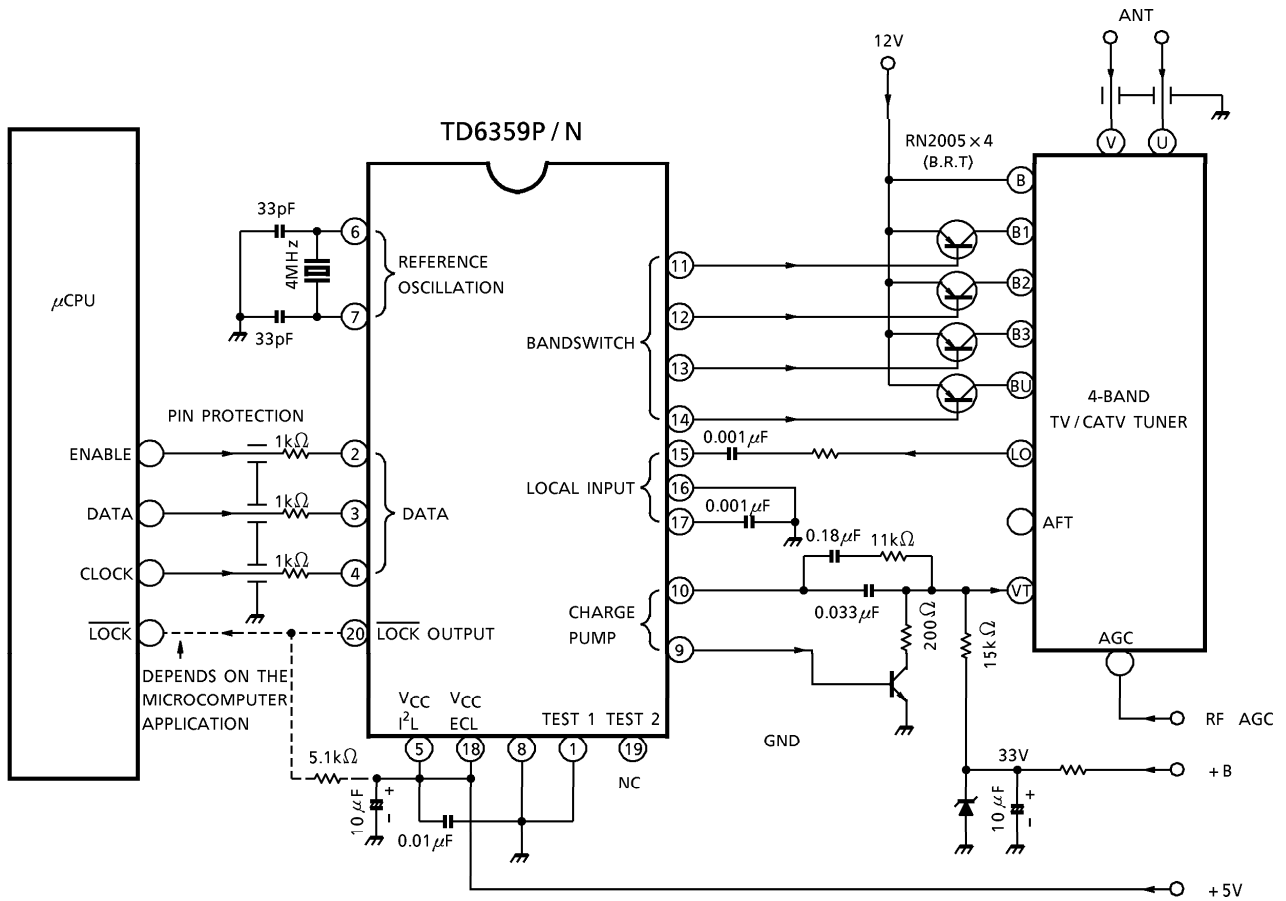 ANT
12V
TD6359P / N
RN2005 × 4
(B.R.T)
V
U
B
B1
B2
B3
BU
LO
AFT
VT
AGC
4-BAND
TV / CATV TUNER
μCPU
33pF
4MHz
33pF
6
7
REFERENCE
OSCILLATION
11
12
13
14
BANDSWITCH
PIN PROTECTION
ENABLE
1kΩ
2
DATA
1kΩ
3
DATA
CLOCK
1kΩ
4
LOCK
20
LOCK OUTPUT
DEPENDS ON THE
MICROCOMPUTER
APPLICATION
15
16
17
LOCAL INPUT
0.001μF
0.001μF
0.18μF
11kΩ
10
0.033μF
200Ω
15kΩ
CHARGE
PUMP
9
VCC
I²L
VCC
ECL
TEST 1
TEST 2
5
18
8
1
19
NC
GND
5.1kΩ
10μF
+
-
0.01μF
33V
10μF
+
-
RF AGC
+B
+5V